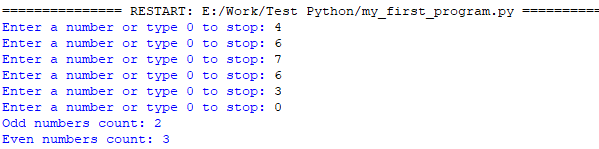 =============== RESTART: E:/Work/Test Python/my_first_program.py ==========
Enter a number or type 0 to stop: 4
Enter a number or type 0 to stop: 6
Enter a number or type 0 to stop: 7
Enter a number or type 0 to stop: 6
Enter a number or type 0 to stop: 3
Enter a number or type 0 to stop: 0
Odd numbers count: 2
Even numbers count: 3